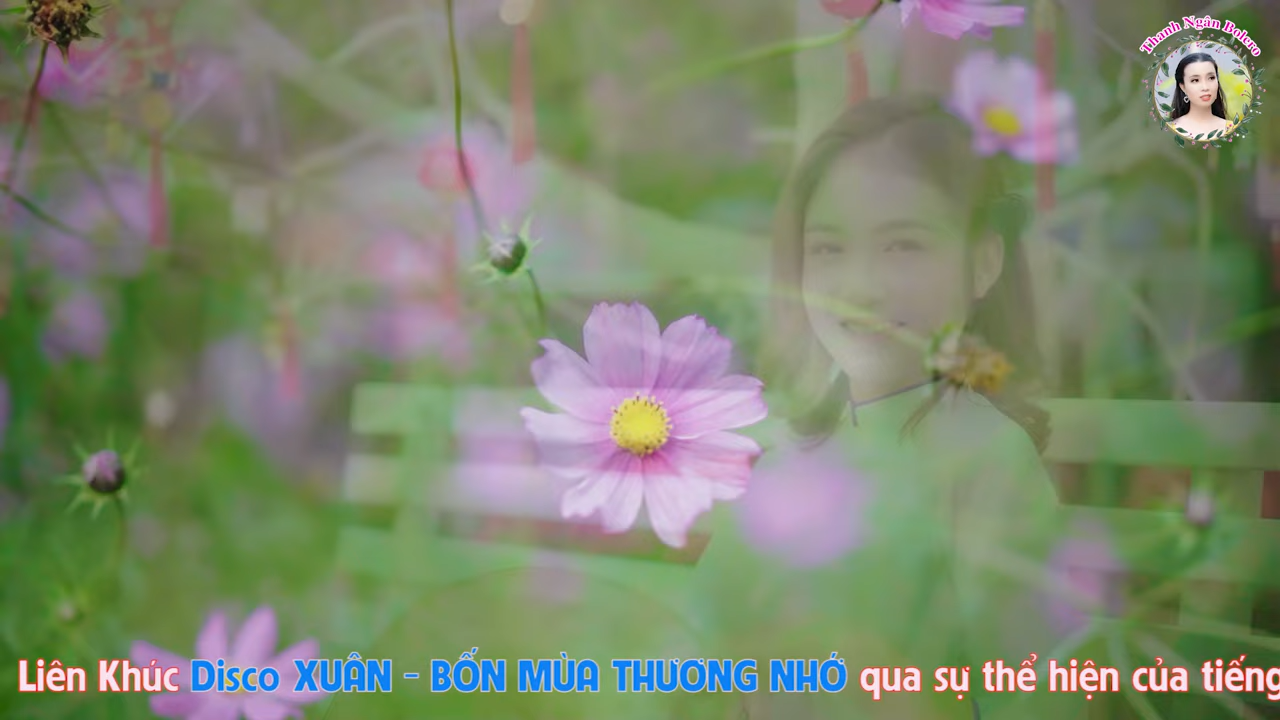 Thanh Ngân Bolero
Liên Khúc Disco XUÂN - BỐN MÙA THƯƠNG NHỚ qua sự thể hiện của tiếng